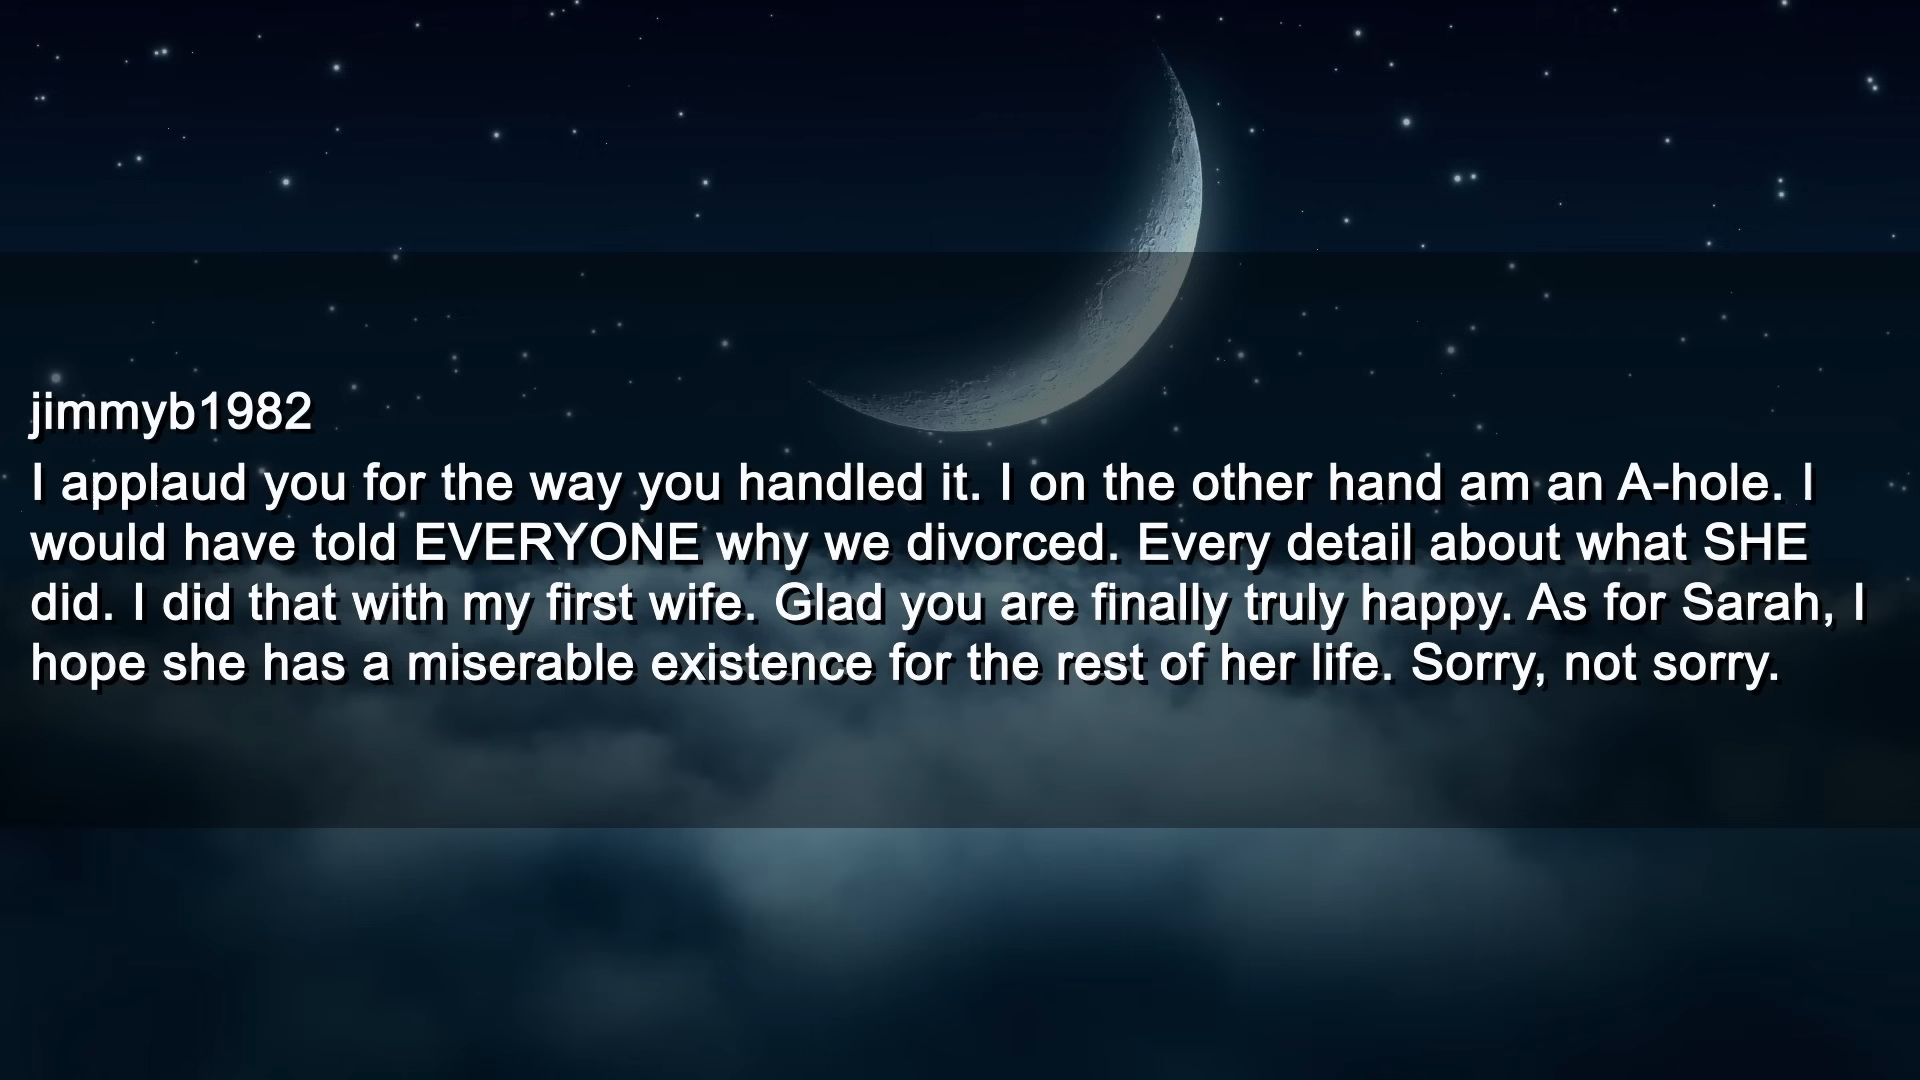 jimmyb1982
I applaud you for the way you handled it. I on the other hand am an A-hole. I
would have told EVERYONE why we divorced. Every detail about what SHE
did. I did that with my first wife. Glad you are finally truly happy. As for Sarah, I
hope she has a miserable existence for the rest of her life. Sorry, not sorry.